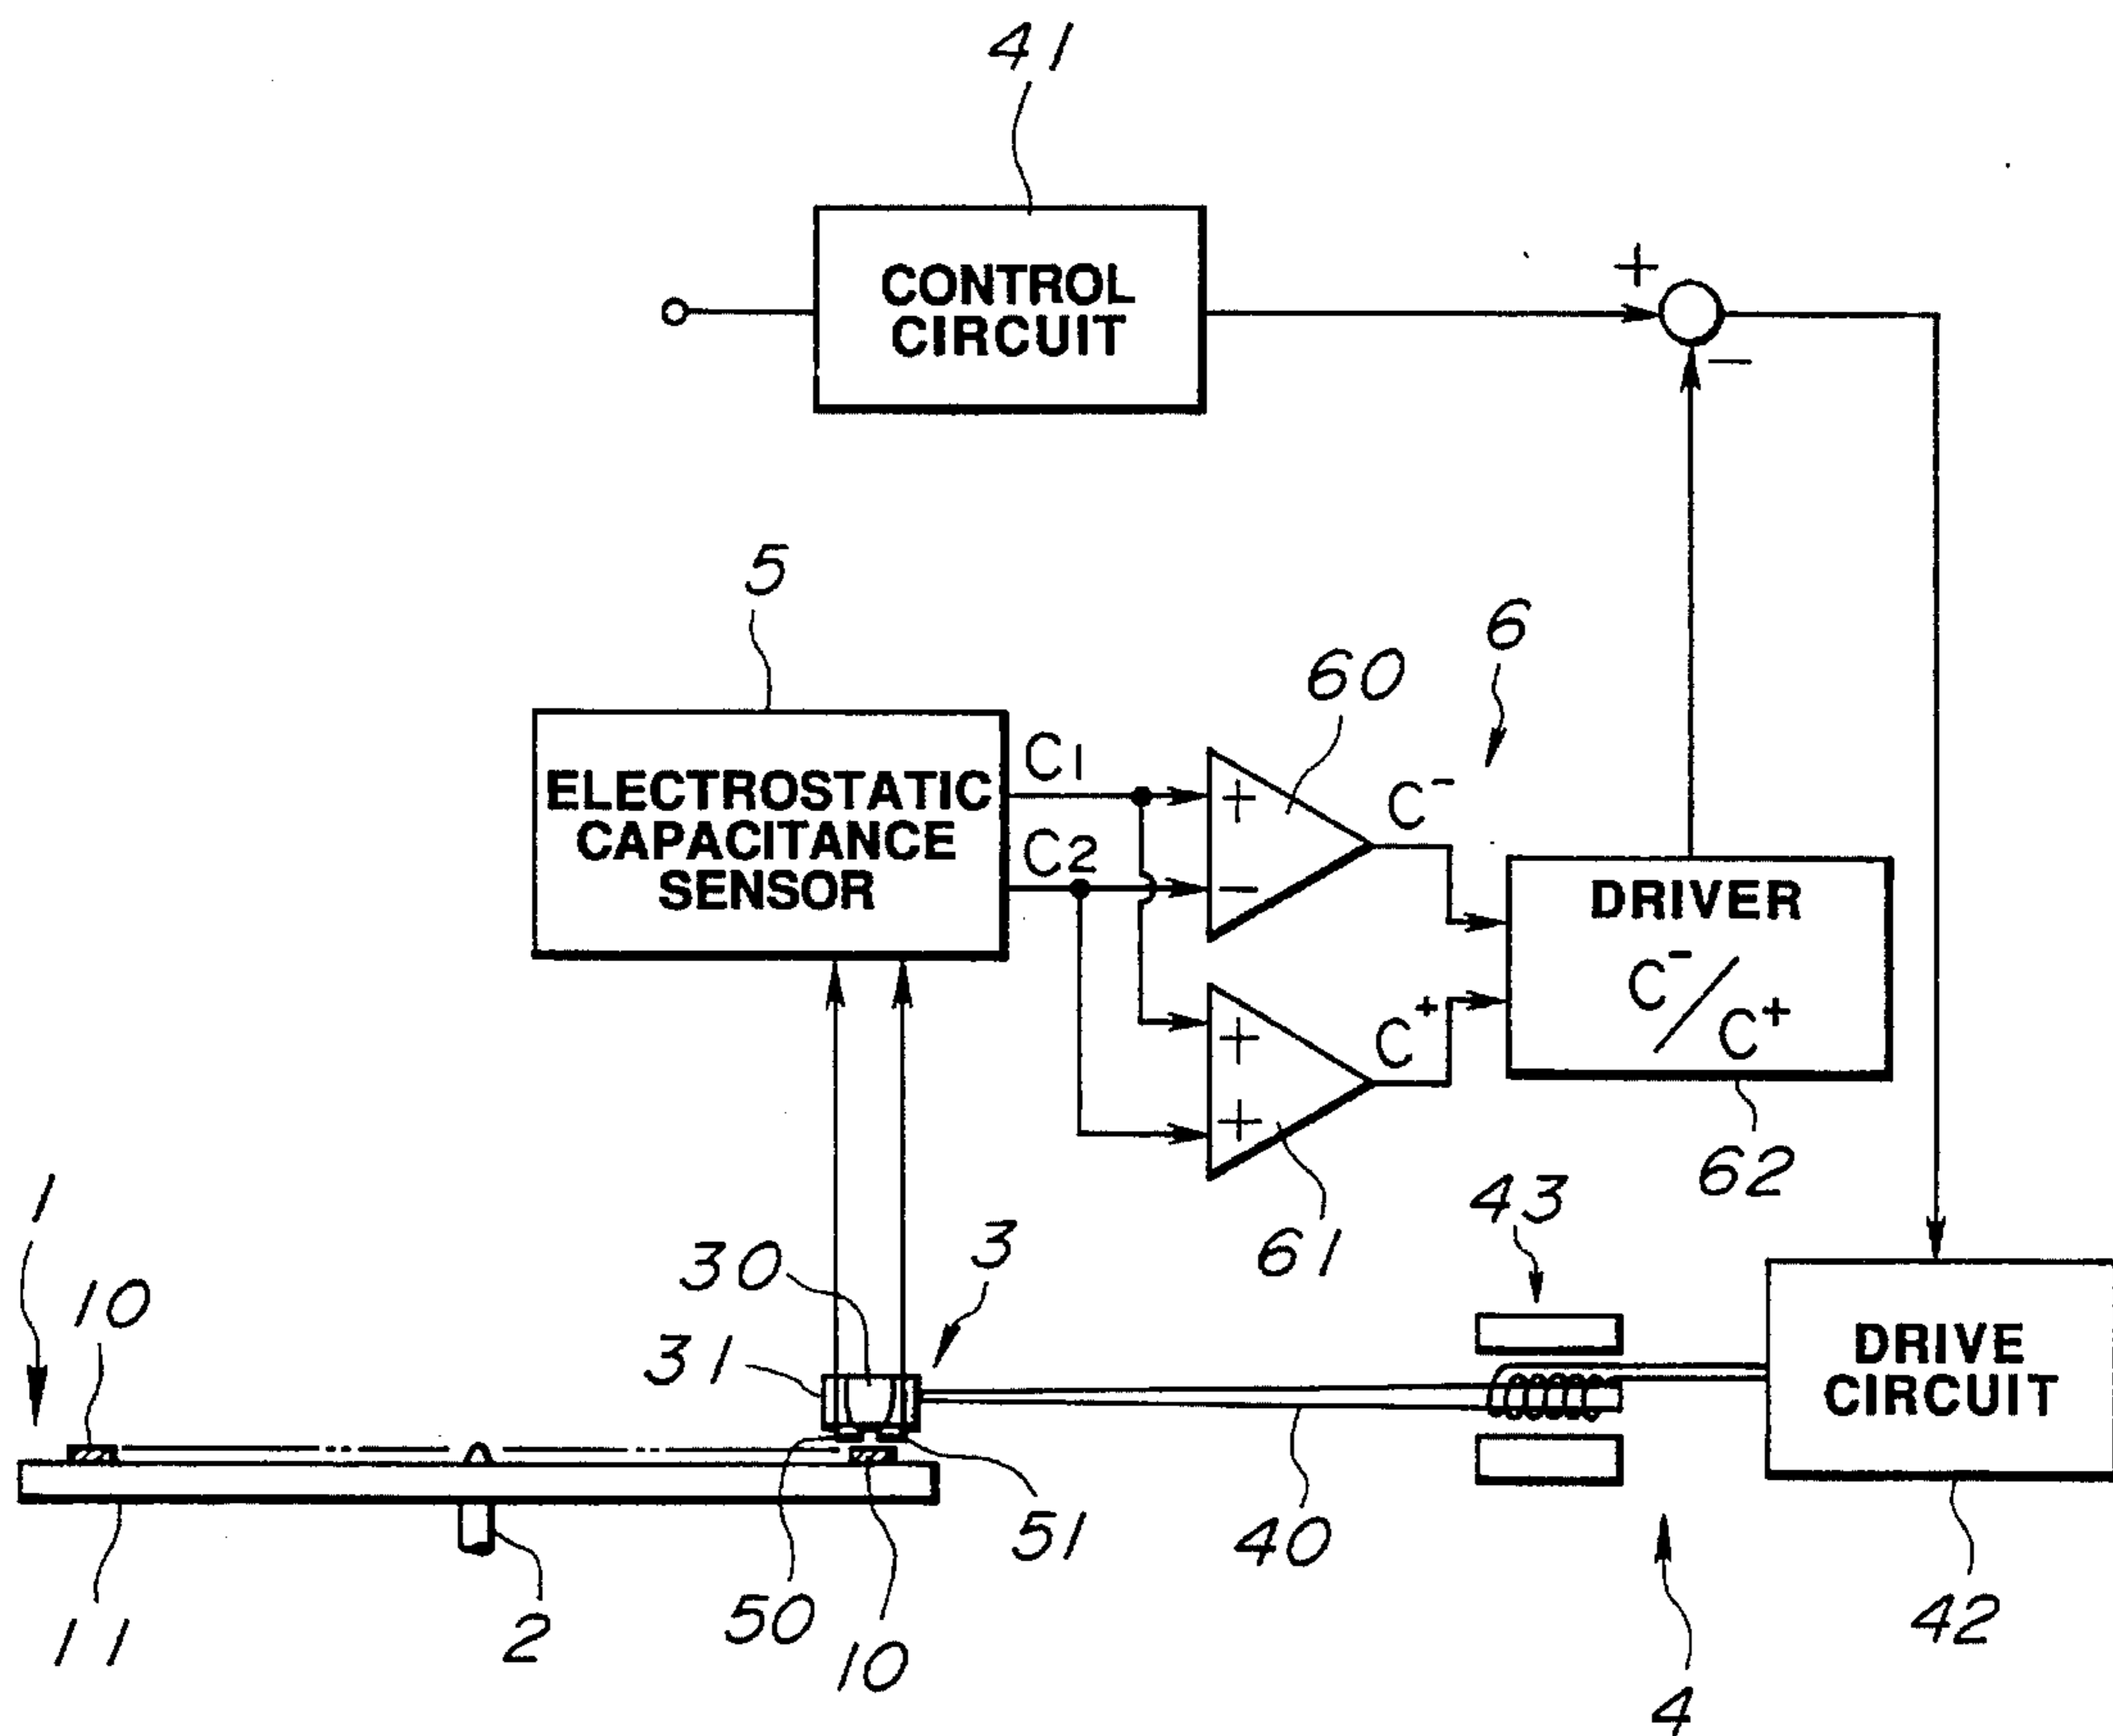 41
CONTROL
CIRCUIT
+
−
5
ELECTROSTATIC
CAPACITANCE
SENSOR
C1
C2
60
6
+
−
C⁻
+
+
C⁺
DRIVER
C⁻/C⁺
61
62
43
1
10
30
3
31
DRIVE
CIRCUIT
11
2
50
10
51
40
4
42